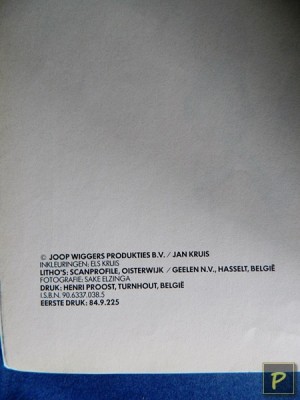 © JOOP WIGGERS PRODUKTIES B.V. / JAN KRUIS
INKLEURINGEN: ELS KRUIS
LITHO'S: SCANPROFILE, OISTERWIJK / GEELEN N.V., HASSELT, BELGIË
FOTOGRAFIE: SAKE ELZINGA
DRUK: HENRI PROOST, TURNHOUT, BELGIË
I.S.B.N. 90.6337.038.5
EERSTE DRUK: 84.9.225
P